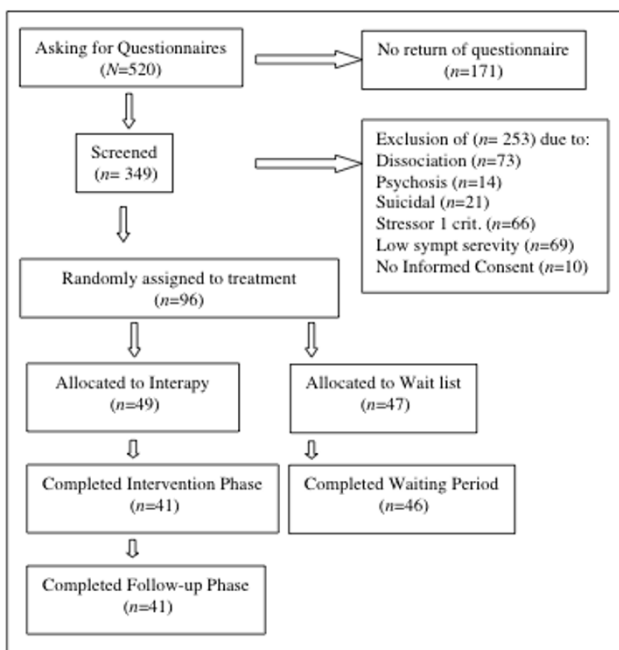 Asking for Questionnaires
(N=520)
No return of questionnaire
(n=171)
Screened
(n= 349)
Exclusion of (n= 253) due to:
Dissociation (n=73)
Psychosis (n=14)
Suicidal (n=21)
Stressor 1 crit. (n=66)
Low sympt serevity (n=69)
No Informed Consent (n=10)
Randomly assigned to treatment
(n=96)
Allocated to Interapy
(n=49)
Allocated to Wait list
(n=47)
Completed Intervention Phase
(n=41)
Completed Waiting Period
(n=46)
Completed Follow-up Phase
(n=41)